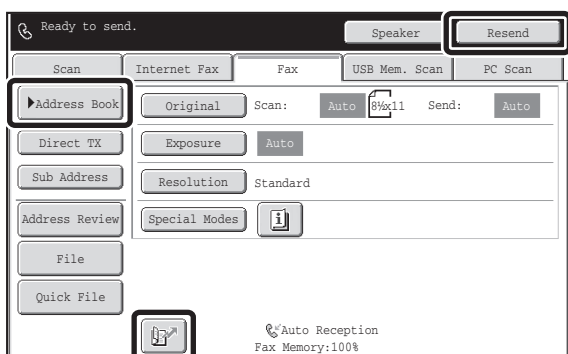 Ready to send.
Speaker
Resend
Scan
Internet Fax
Fax
USB Mem. Scan
PC Scan
Address Book
Original
Scan:
Auto
8½x11
Send:
Auto
Direct TX
Exposure
Auto
Sub Address
Resolution
Standard
Address Review
Special Modes
File
Quick File
Auto Reception
Fax Memory:100%